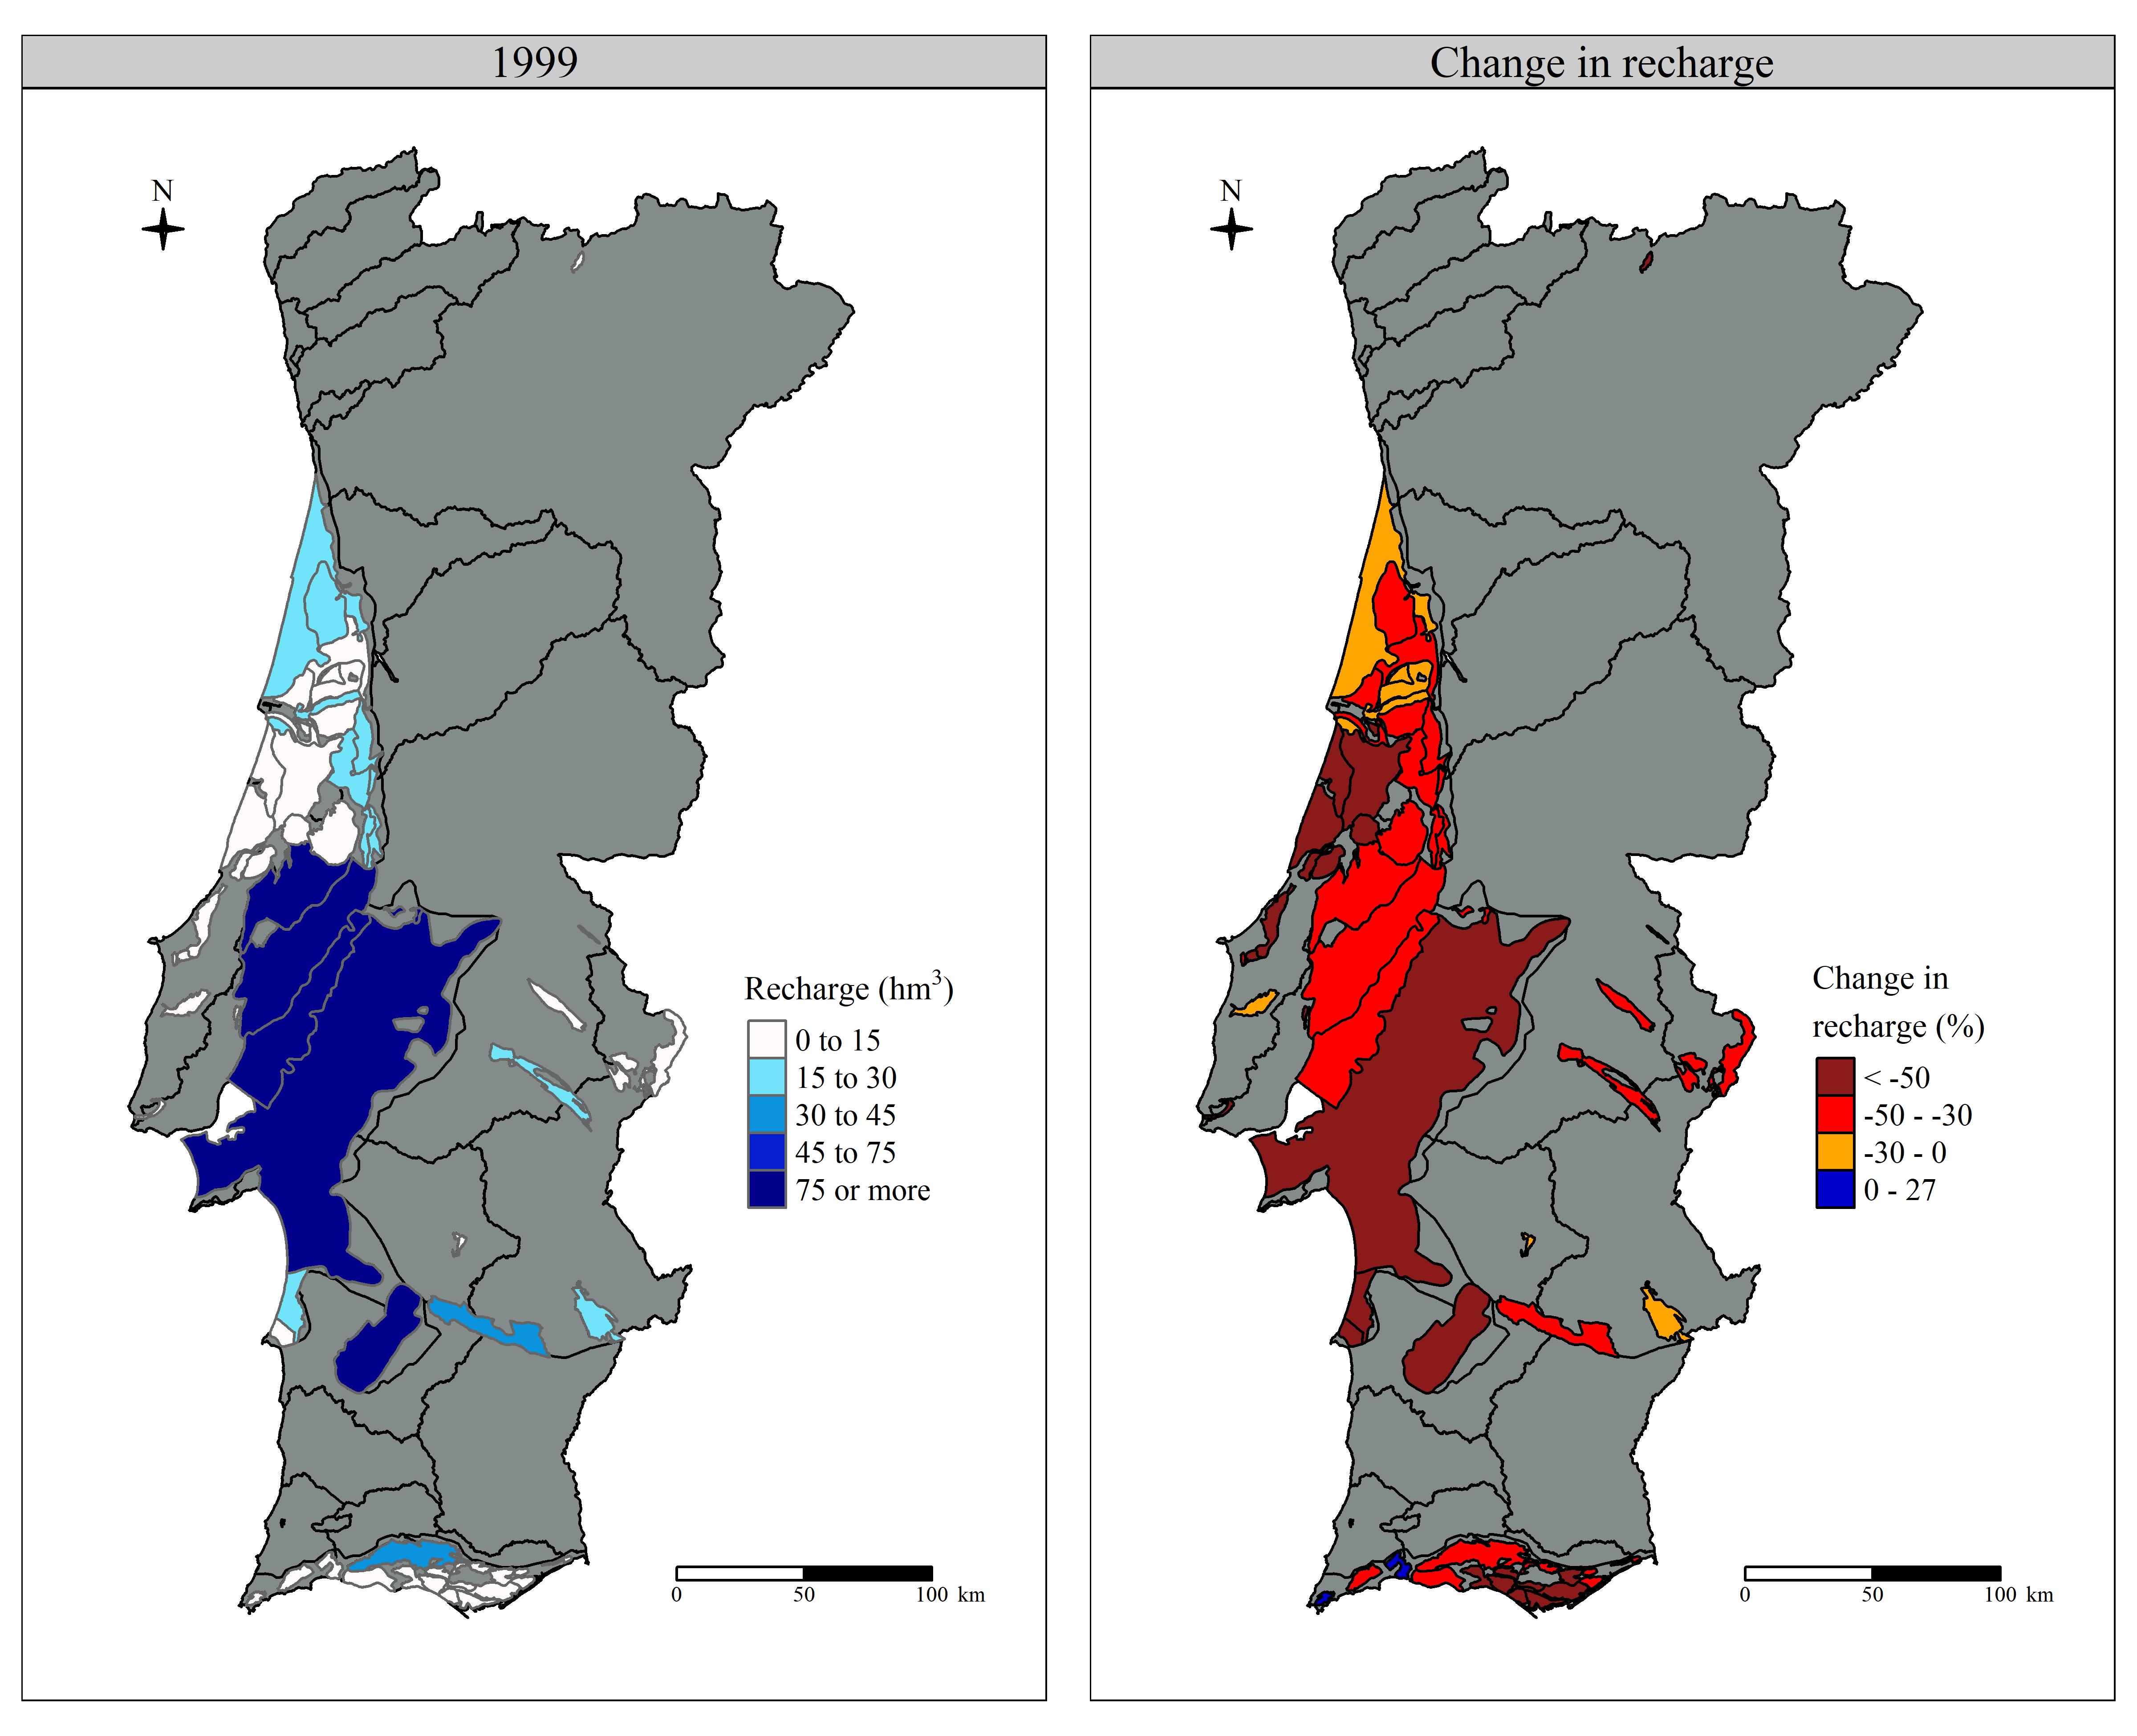 1999
N
Recharge (hm³)
0 to 15
15 to 30
30 to 45
45 to 75
75 or more
0 50 100 km
Change in recharge
N
Change in
recharge (%)
< -50
-50 - -30
-30 - 0
0 - 27
0 50 100 km